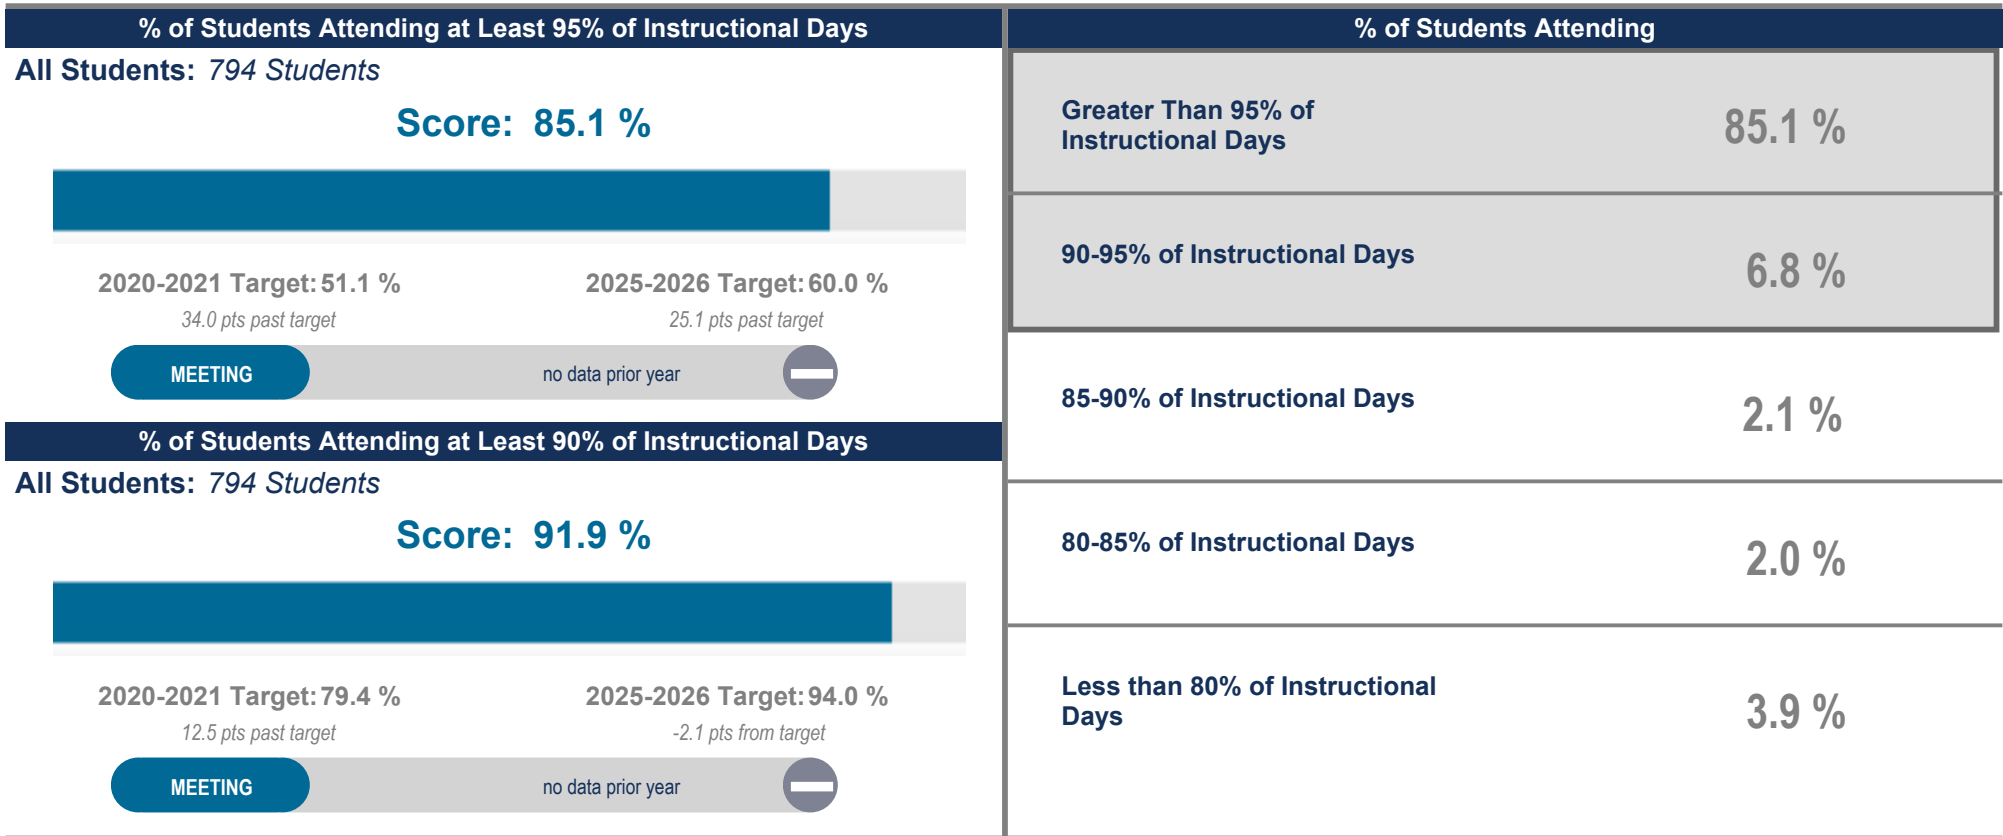 % of Students Attending at Least 95% of Instructional Days
All Students: 794 Students
Score: 85.1 %
2020-2021 Target: 51.1 %
34.0 pts past target
2025-2026 Target: 60.0 %
25.1 pts past target
MEETING
no data prior year
% of Students Attending at Least 90% of Instructional Days
All Students: 794 Students
Score: 91.9 %
2020-2021 Target: 79.4 %
12.5 pts past target
2025-2026 Target: 94.0 %
-2.1 pts from target
MEETING
no data prior year
% of Students Attending
Greater Than 95% of
Instructional Days
85.1 %
90-95% of Instructional Days
6.8 %
85-90% of Instructional Days
2.1 %
80-85% of Instructional Days
2.0 %
Less than 80% of Instructional
Days
3.9 %